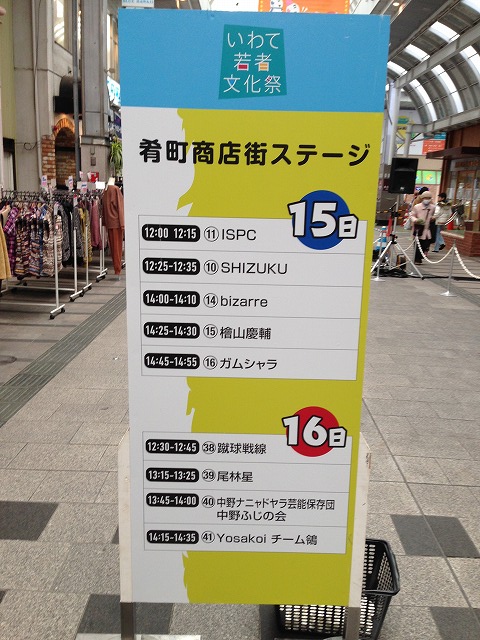 いわて
若者
文化祭
肴町商店街ステージ
15日
12:00 12:15 ⑪ ISPC
12:25-12:35 ⑩ SHIZUKU
14:00-14:10 ⑭ bizarre
14:25-14:30 ⑮ 檜山慶輔
14:45-14:55 ⑯ ガムシャラ
16日
12:30-12:45 ㊳ 蹴球戦線
13:15-13:25 ㊴ 尾林星
13:45-14:00 ㊵ 中野ナニャドヤラ芸能保存団
中野ふじの会
14:15-14:35 ㊶ Yosakoi チーム鴿